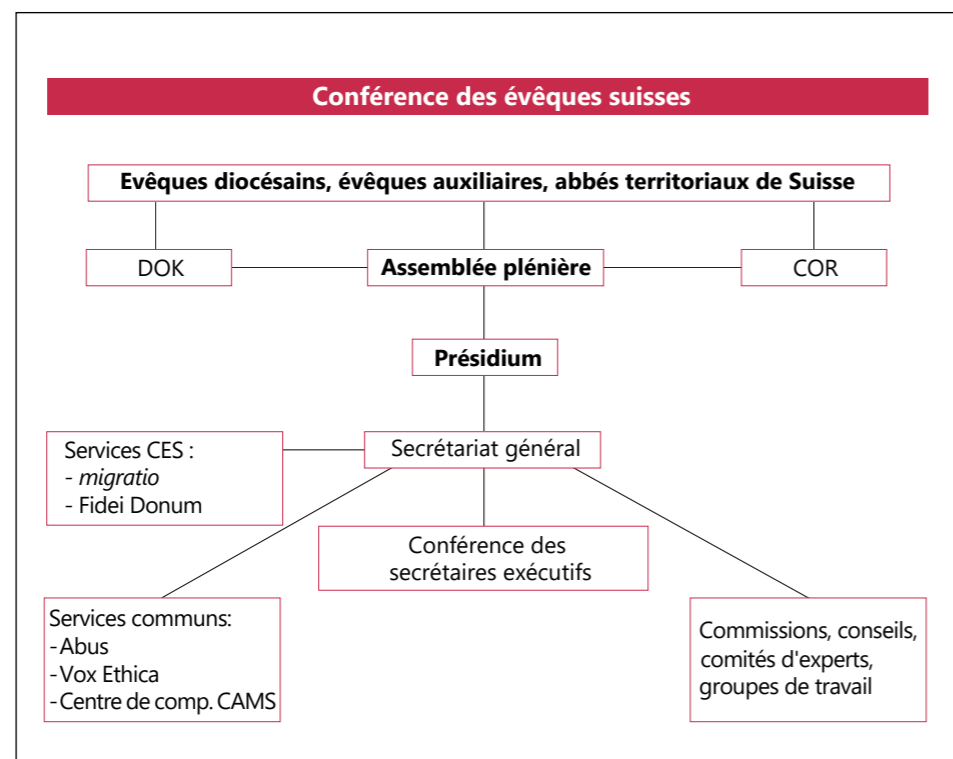 Conférence des évêques suisses
Evêques diocésains, évêques auxiliaires, abbés territoriaux de Suisse
DOK
Assemblée plénière
COR
Présidium
Services CES :
- migratio
- Fidei Donum
Secrétariat général
Conférence des
secrétaires exécutifs
Services communs:
-Abus
-Vox Ethica
-Centre de comp. CAMS
Commissions, conseils,
comités d'experts,
groupes de travail